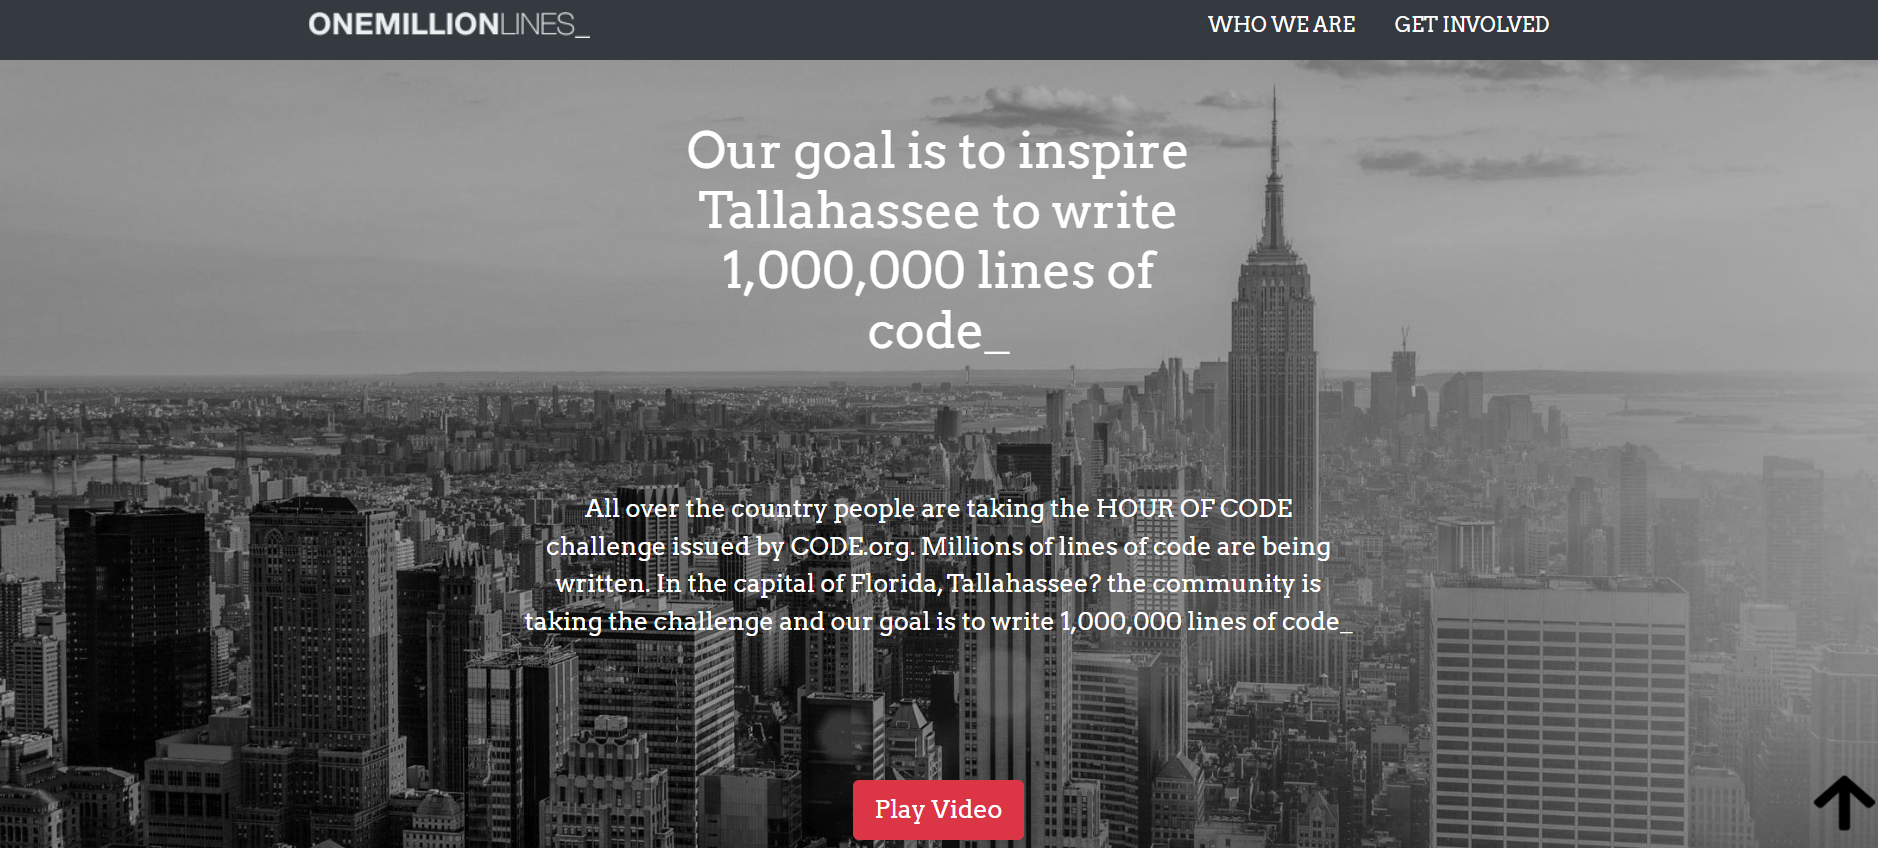 ONEMILLIONLINES_
WHO WE ARE
GET INVOLVED
Our goal is to inspire
Tallahassee to write
1,000,000 lines of
code_
All over the country people are taking the HOUR OF CODE
challenge issued by CODE.org. Millions of lines of code are being
written. In the capital of Florida, Tallahassee? the community is
taking the challenge and our goal is to write 1,000,000 lines of code_
Play Video